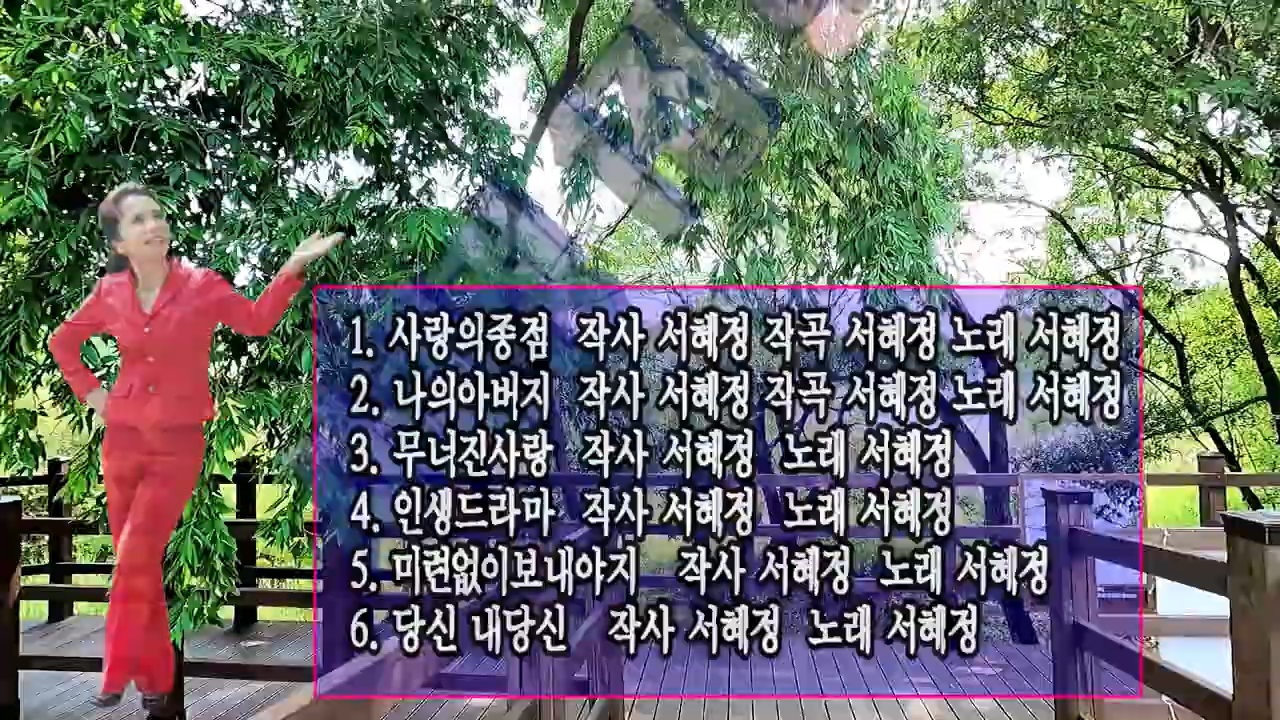 1. 사랑의종점 작사 서혜정 작곡 서혜정 노래 서혜정
2. 나의아버지 작사 서혜정 작곡 서혜정 노래 서혜정
3. 무너진사랑 작사 서혜정 노래 서혜정
4. 인생드라마 작사 서혜정 노래 서혜정
5. 미련없이보내야지 작사 서혜정 노래 서혜정
6. 당신 내당신 작사 서혜정 노래 서혜정